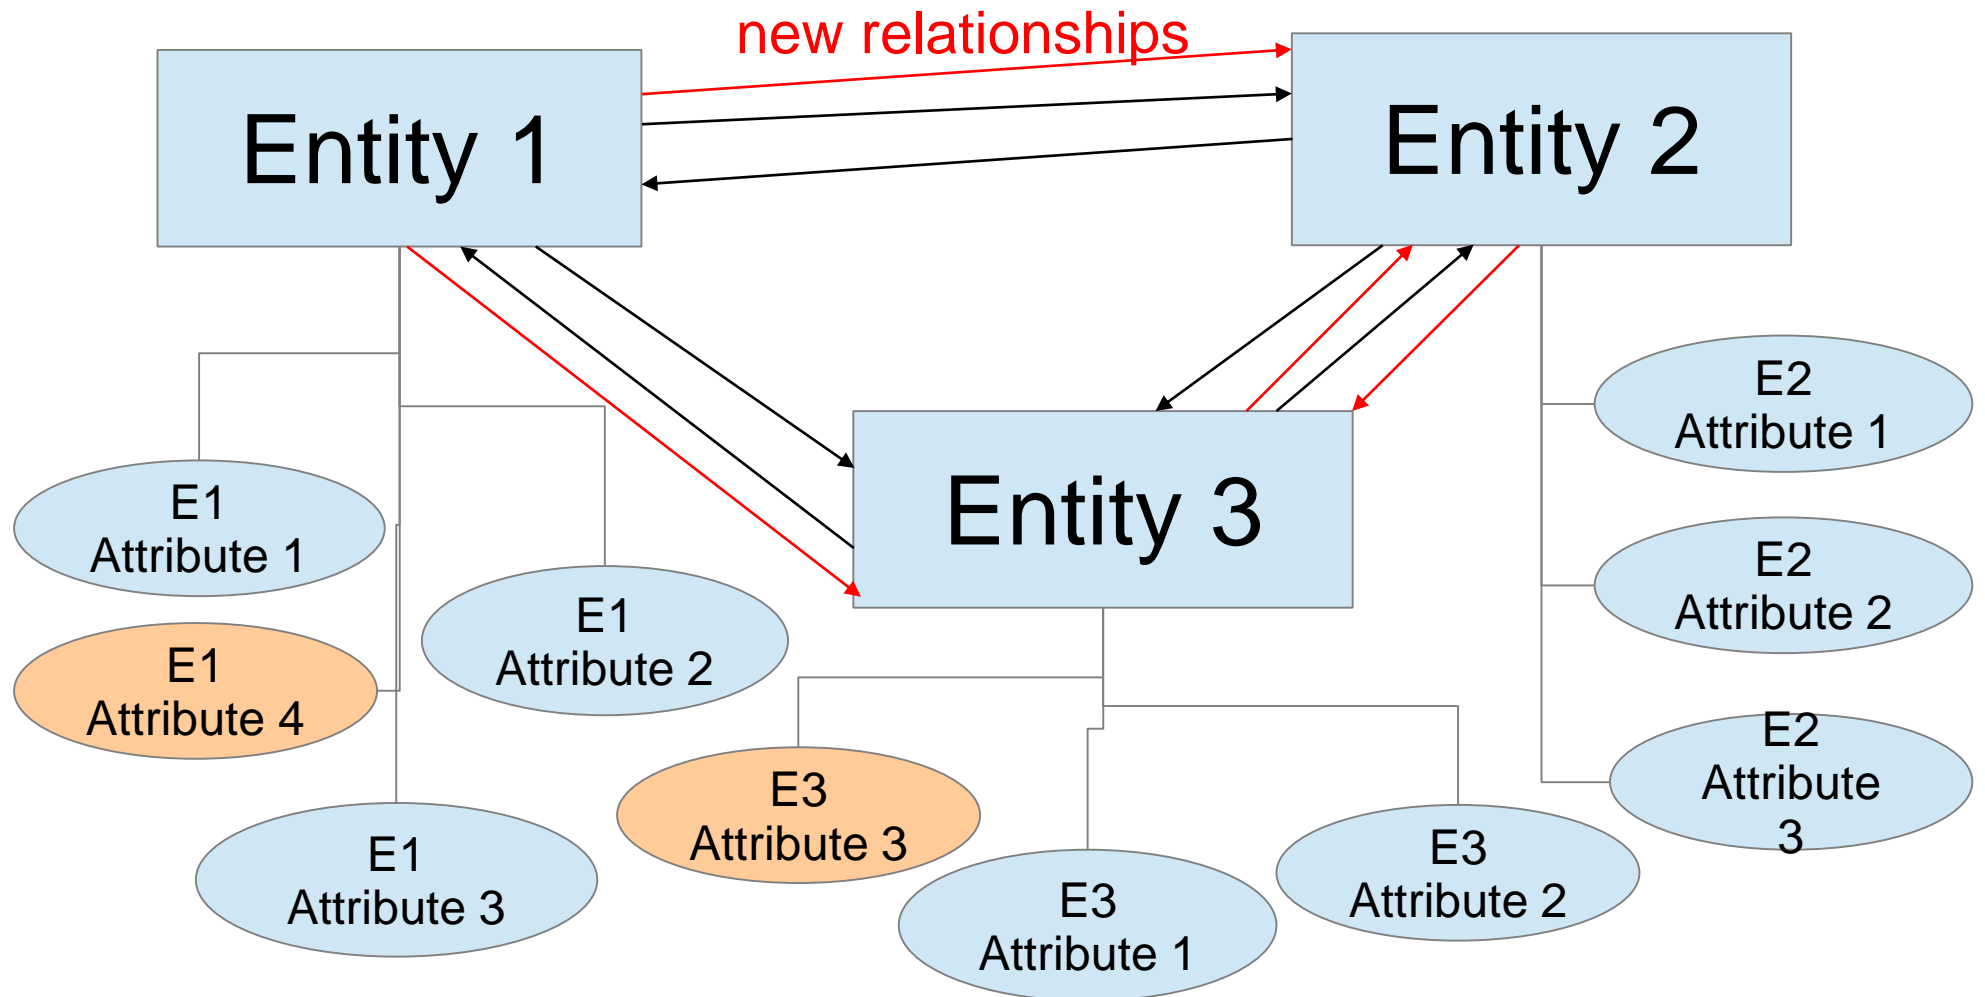 new relationships
Entity 1
Entity 2
Entity 3
E1
Attribute 1
E1
Attribute 2
E1
Attribute 4
E1
Attribute 3
E3
Attribute 3
E3
Attribute 1
E3
Attribute 2
E2
Attribute 1
E2
Attribute 2
E2
Attribute
3